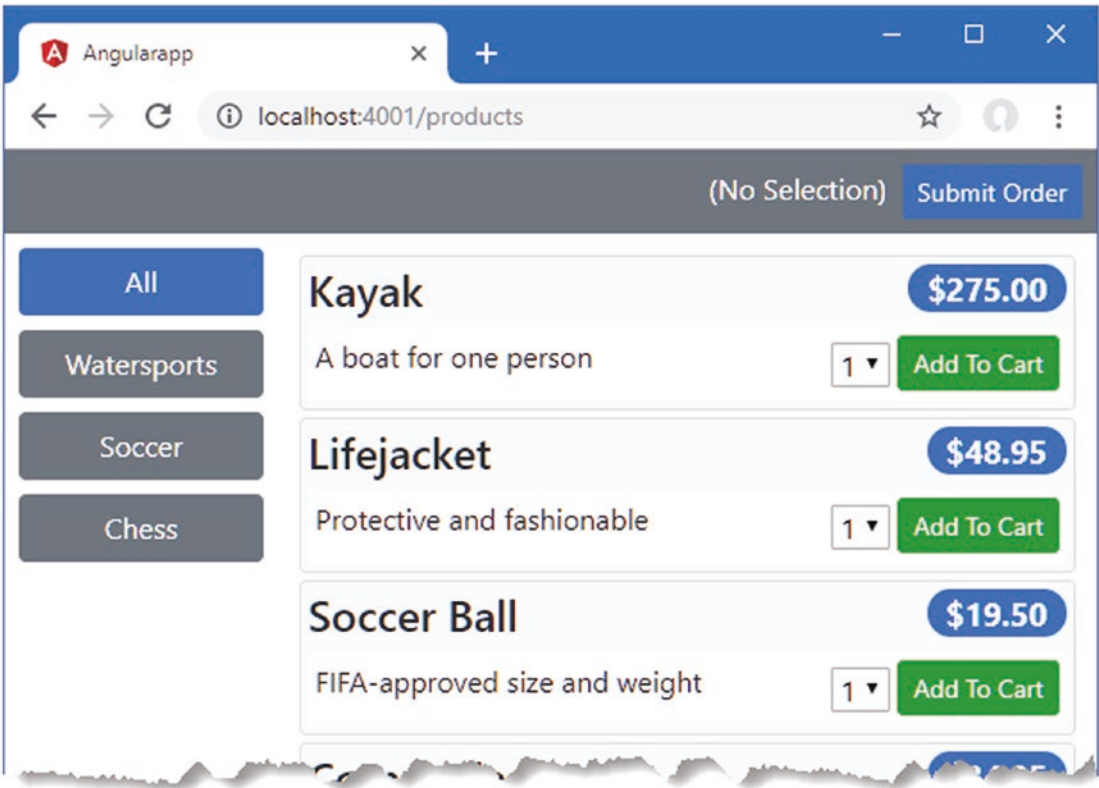 Angularapp
localhost:4001/products
(No Selection) Submit Order
All
Watersports
Soccer
Chess
Kayak $275.00
A boat for one person 1 Add To Cart
Lifejacket $48.95
Protective and fashionable 1 Add To Cart
Soccer Ball $19.50
FIFA-approved size and weight 1 Add To Cart